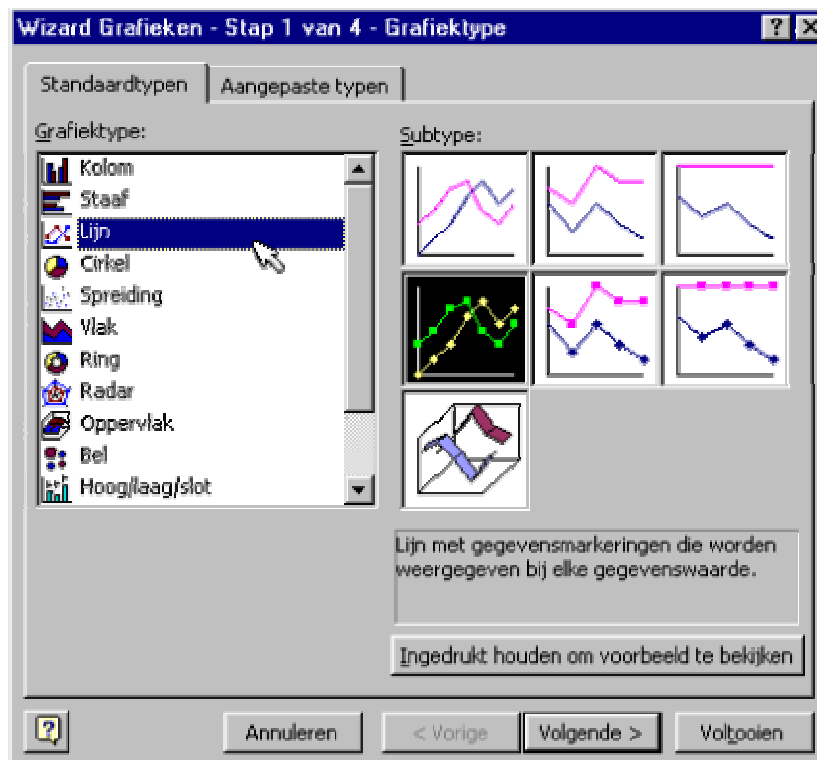 Wizard Grafieken - Stap 1 van 4 - Grafiektype
Standaardtypen
Aangepaste typen
Grafiektype:
Kolom
Staaf
Lijn
Cirkel
Spreiding
Vlak
Ring
Radar
Oppervlak
Bel
Hoog/laag/slot
Subtype:
Lijn met gegevensmarkeringen die worden
weergegeven bij elke gegevenswaarde.
Ingedrukt houden om voorbeeld te bekijken
Annuleren
< Vorige
Volgende >
Voltooien